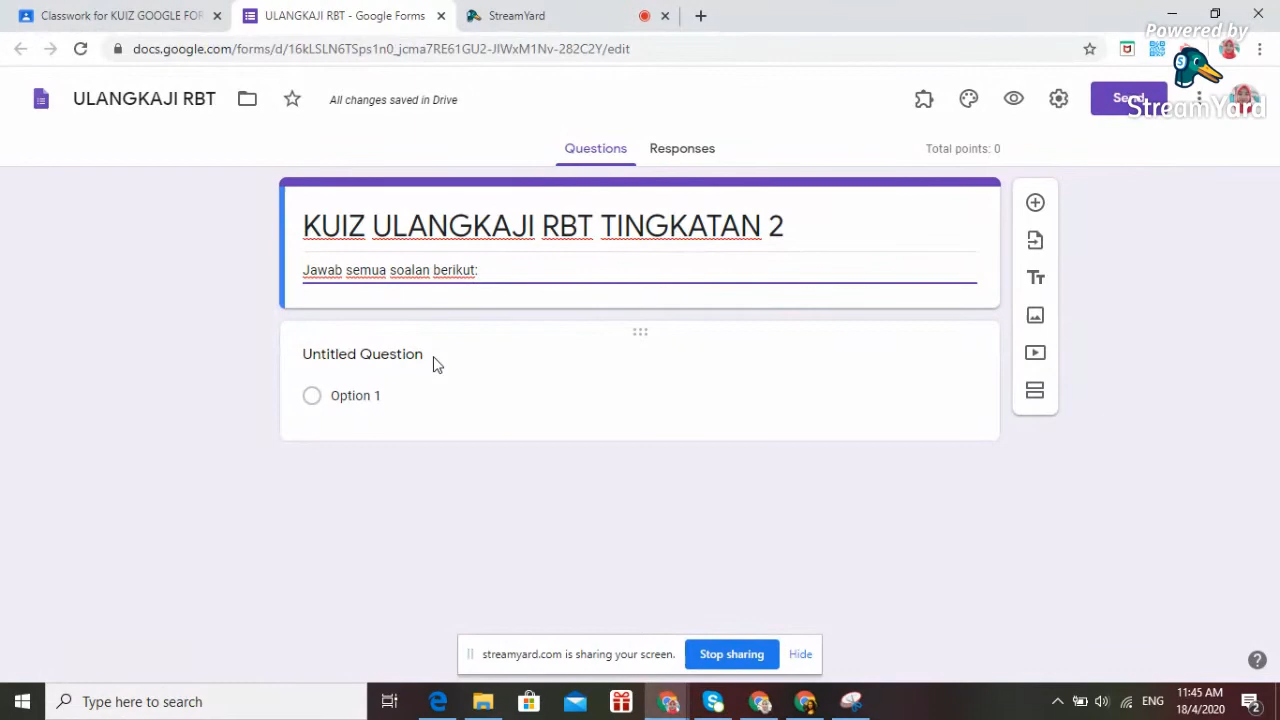 Classwork for KUIZ GOOGLE FOR
ULANGKAJI RBT - Google Forms
StreamYard
docs.google.com/forms/d/16kLSLN6TSps1n0_jcma7RE61GU2-JIWxM1Nv-282C2Y/edit
Powered by
StreamYard
ULANGKAJI RBT
All changes saved in Drive
Send
Questions
Responses
Total points: 0
KUIZ ULANGKAJI RBT TINGKATAN 2
Jawab semua soalan berikut:
Untitled Question
Option 1
streamyard.com is sharing your screen.
Stop sharing
Hide
Type here to search
ENG
11:45 AM
18/4/2020
2